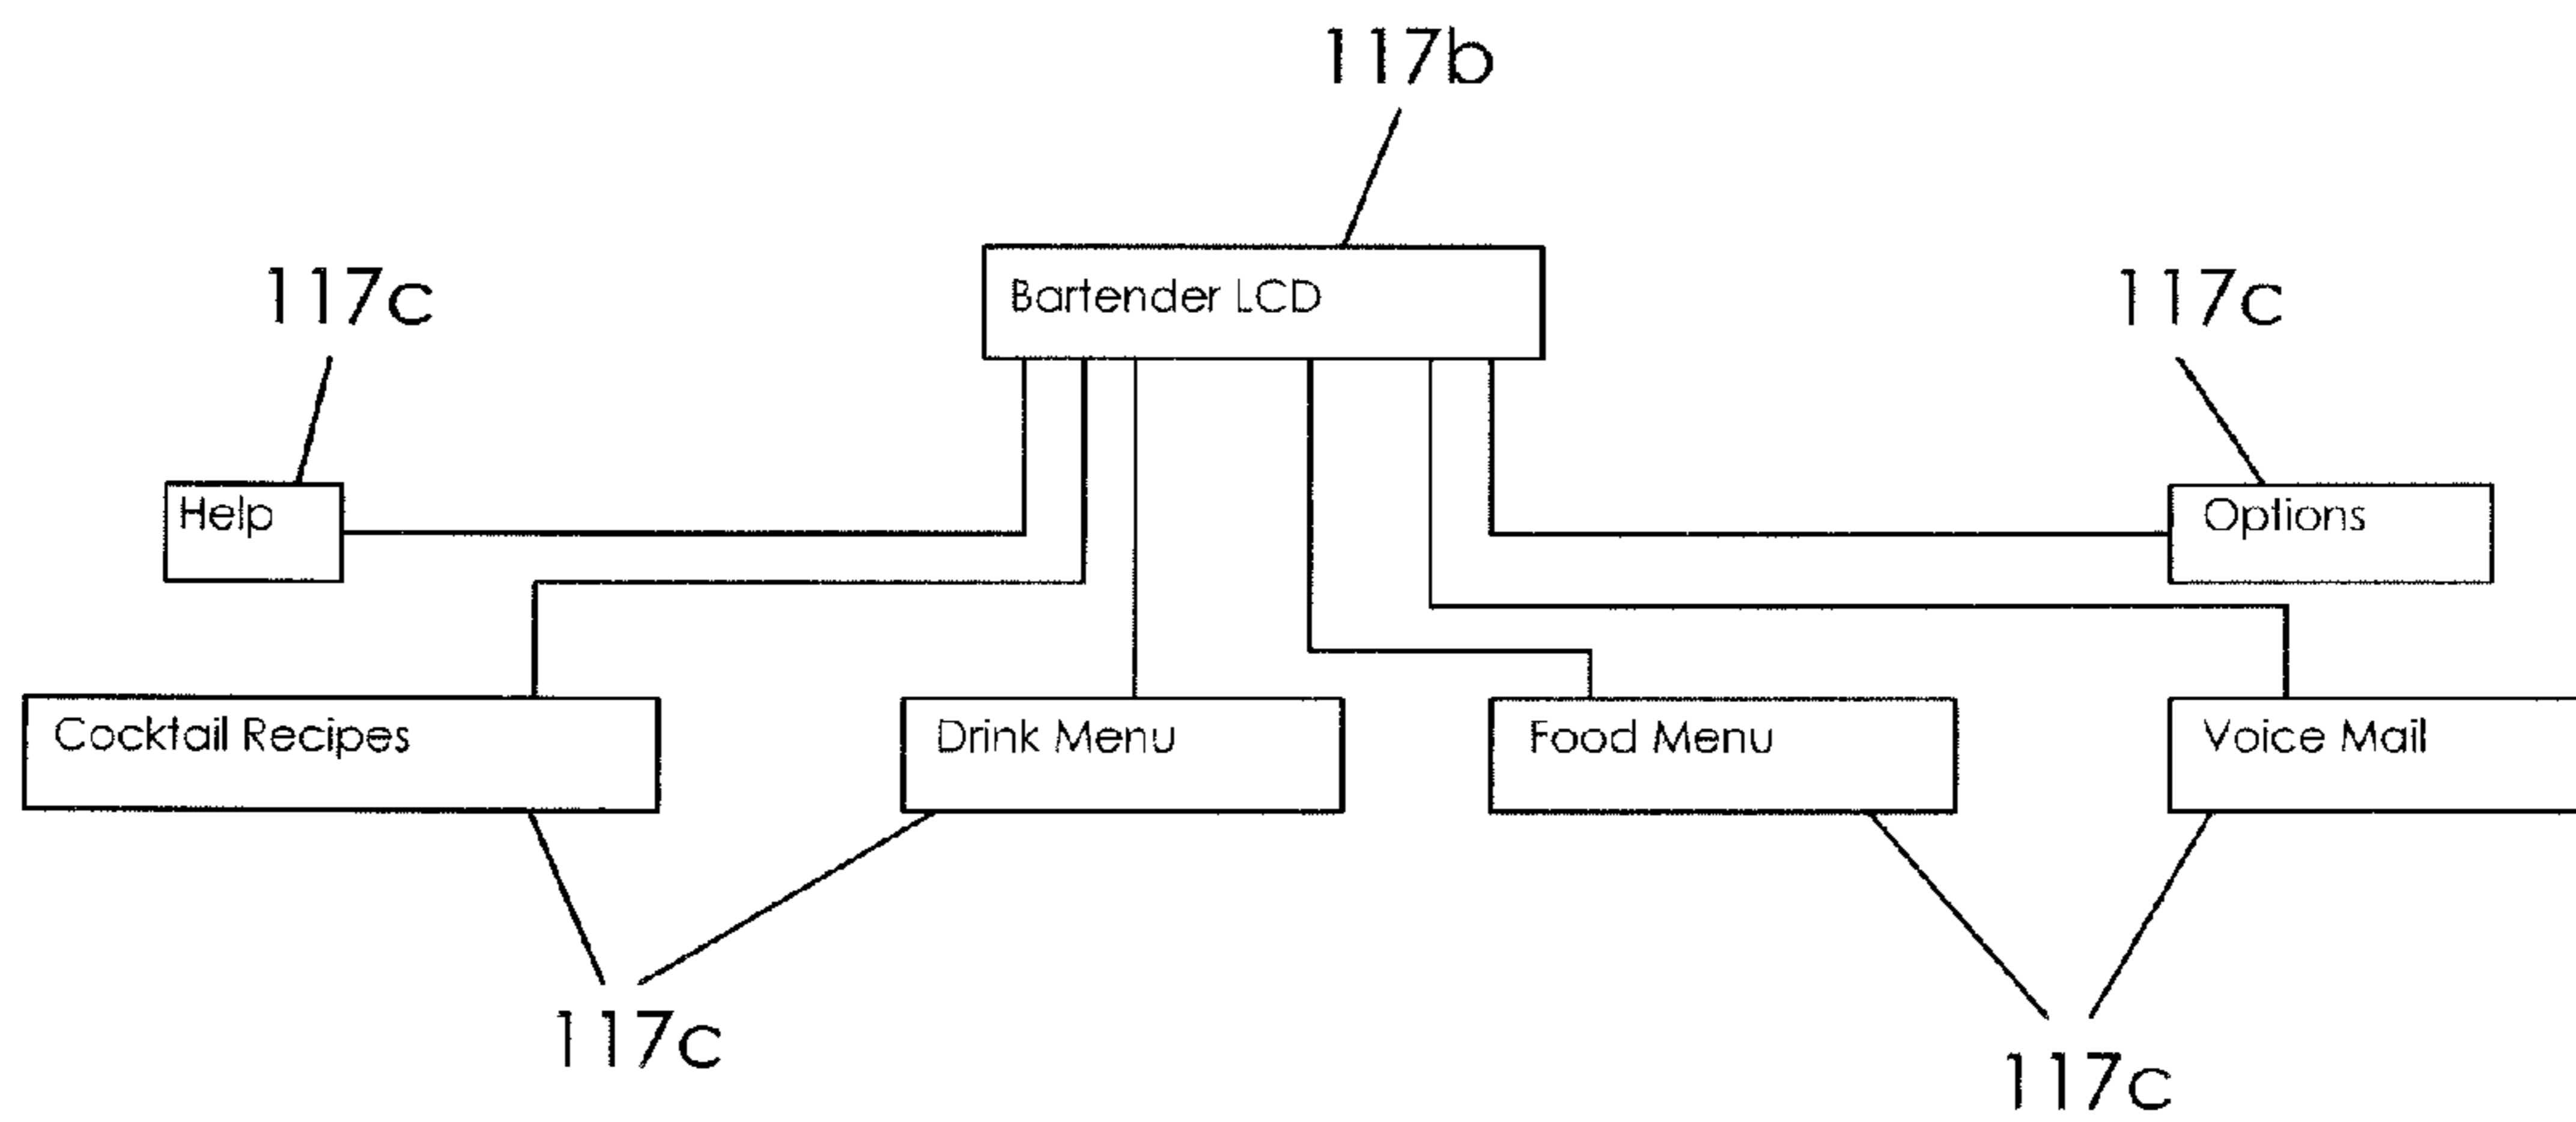 117b
117c
Bartender LCD
117c
Help
Options
Cocktail Recipes
Drink Menu
Food Menu
Voice Mail
117c
117c